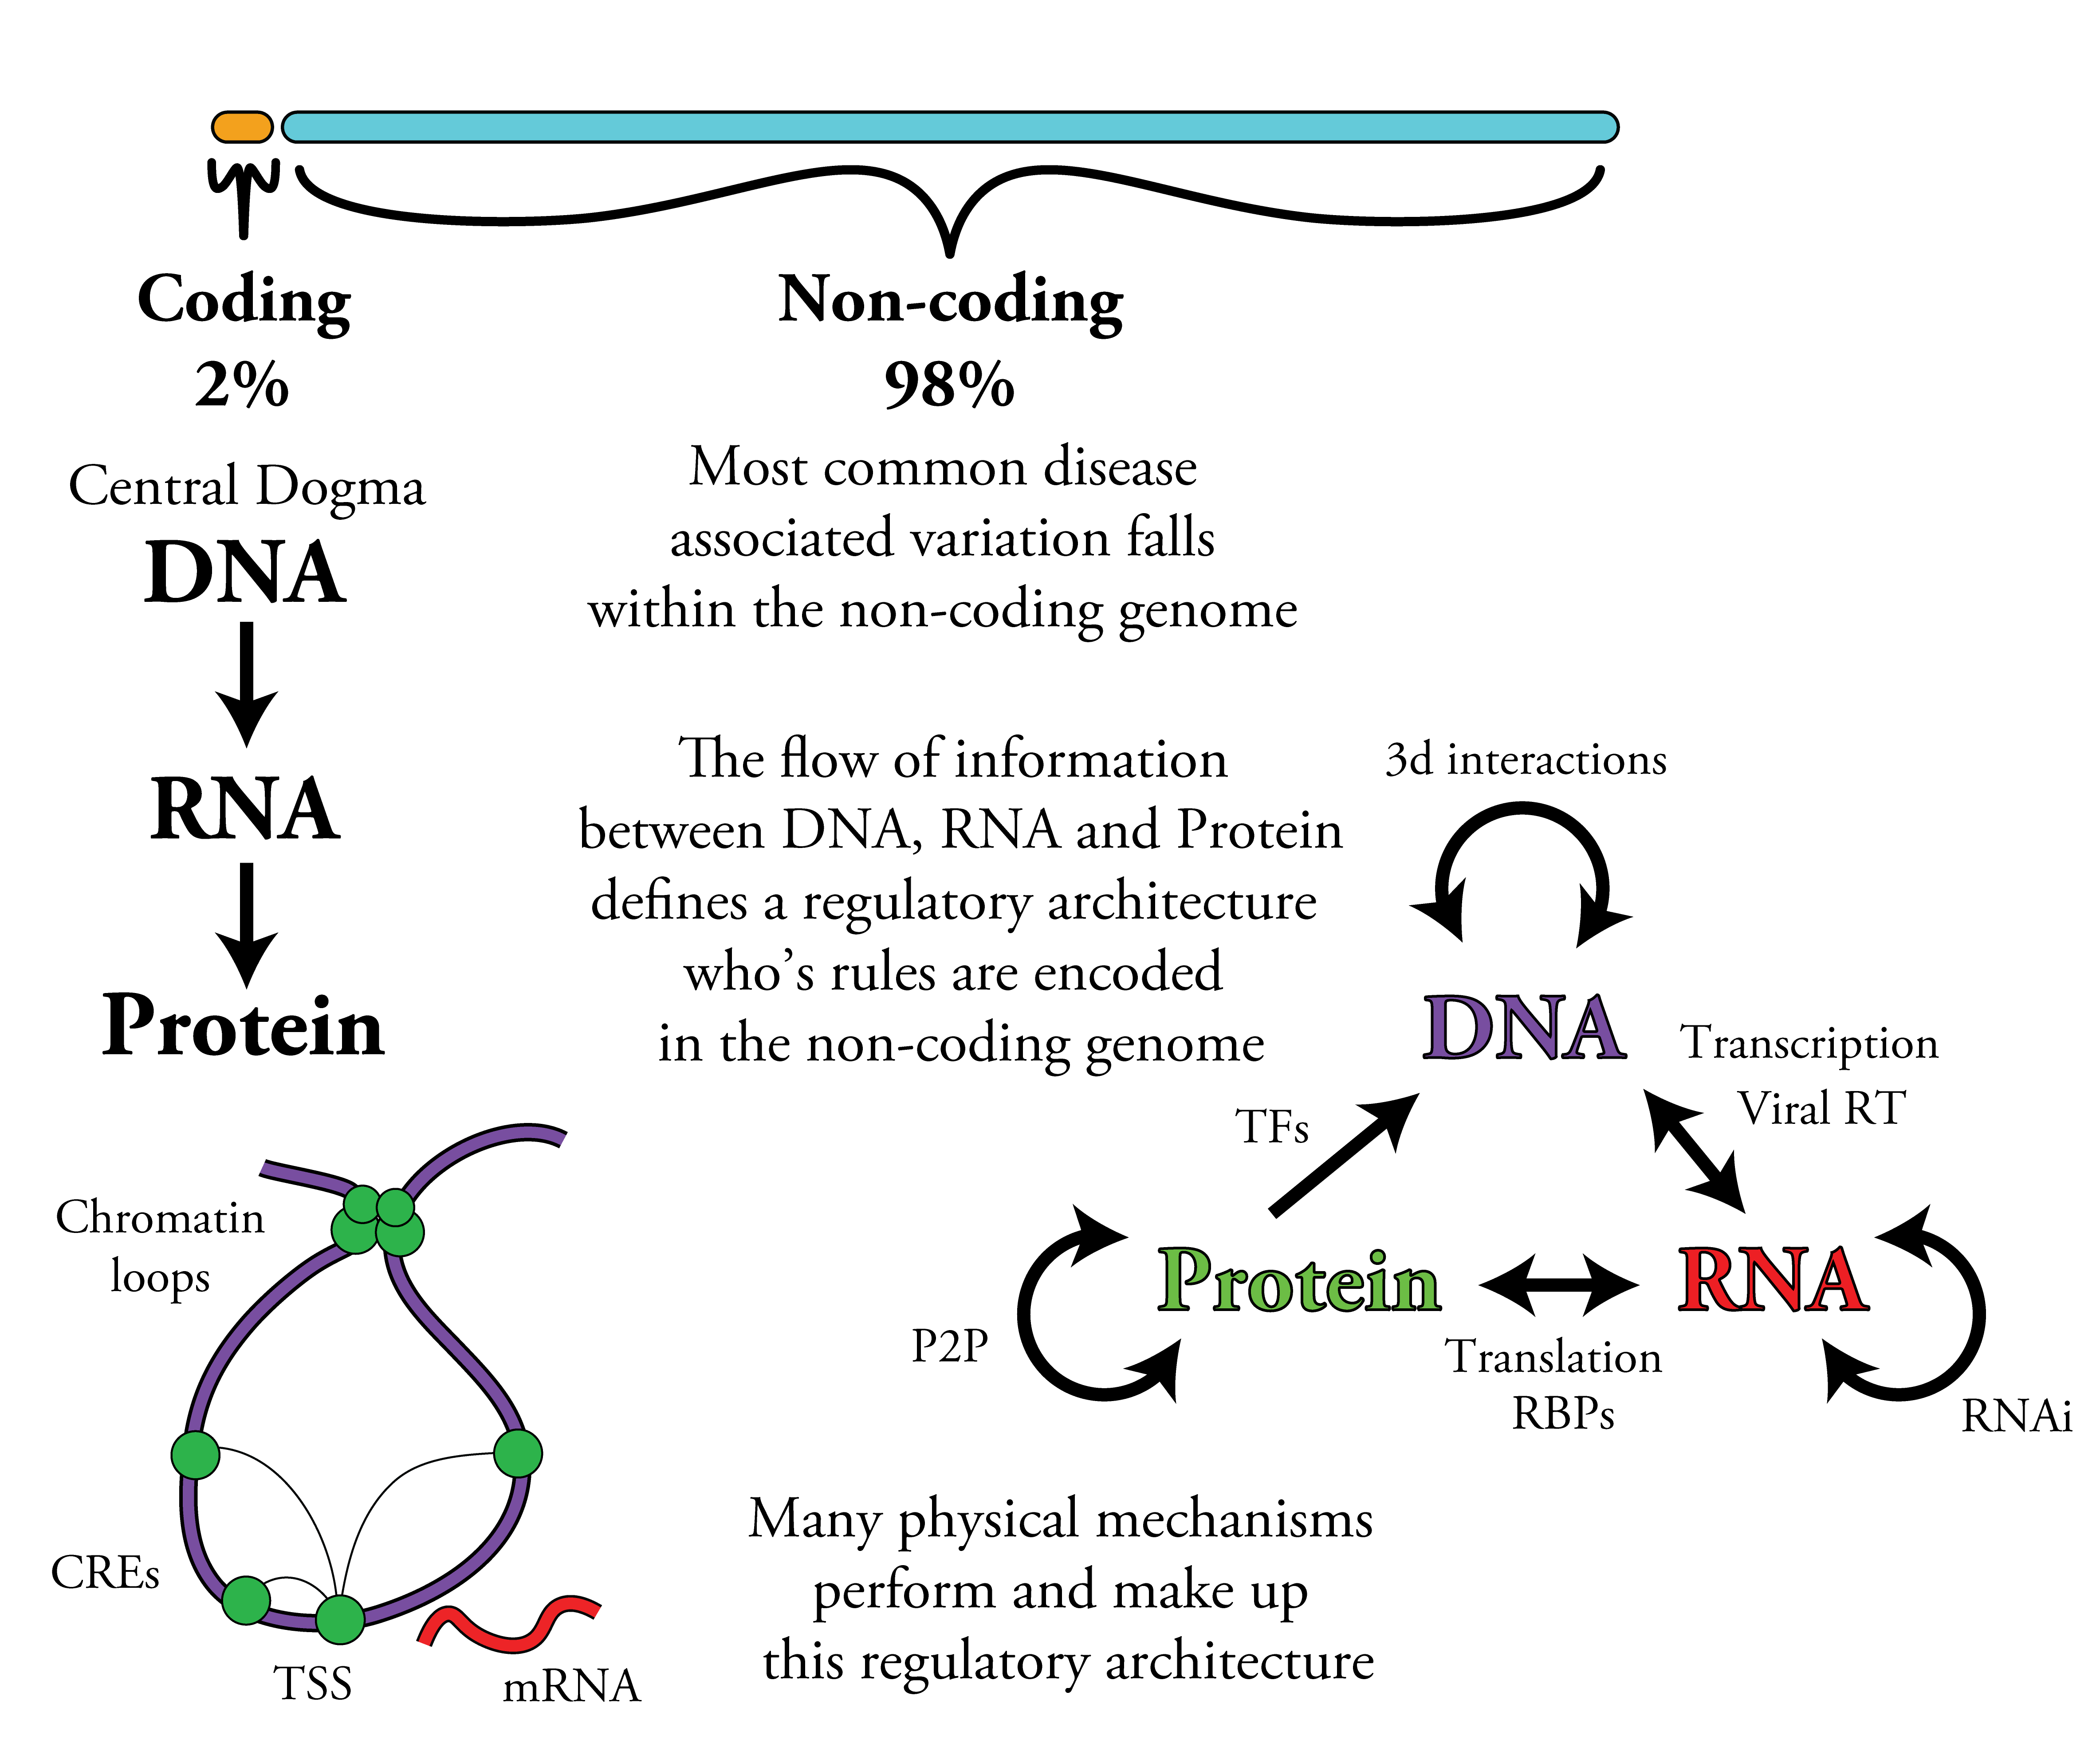 Coding
2%
Non-coding
98%
Central Dogma
DNA
RNA
Protein
Most common disease
associated variation falls
within the non-coding genome
The flow of information
between DNA, RNA and Protein
defines a regulatory architecture
who's rules are encoded
in the non-coding genome
3d interactions
DNA
Transcription
Viral RT
TFs
Protein
RNA
P2P
Translation
RBPs
RNAi
Chromatin
loops
CREs
TSS
mRNA
Many physical mechanisms
perform and make up
this regulatory architecture